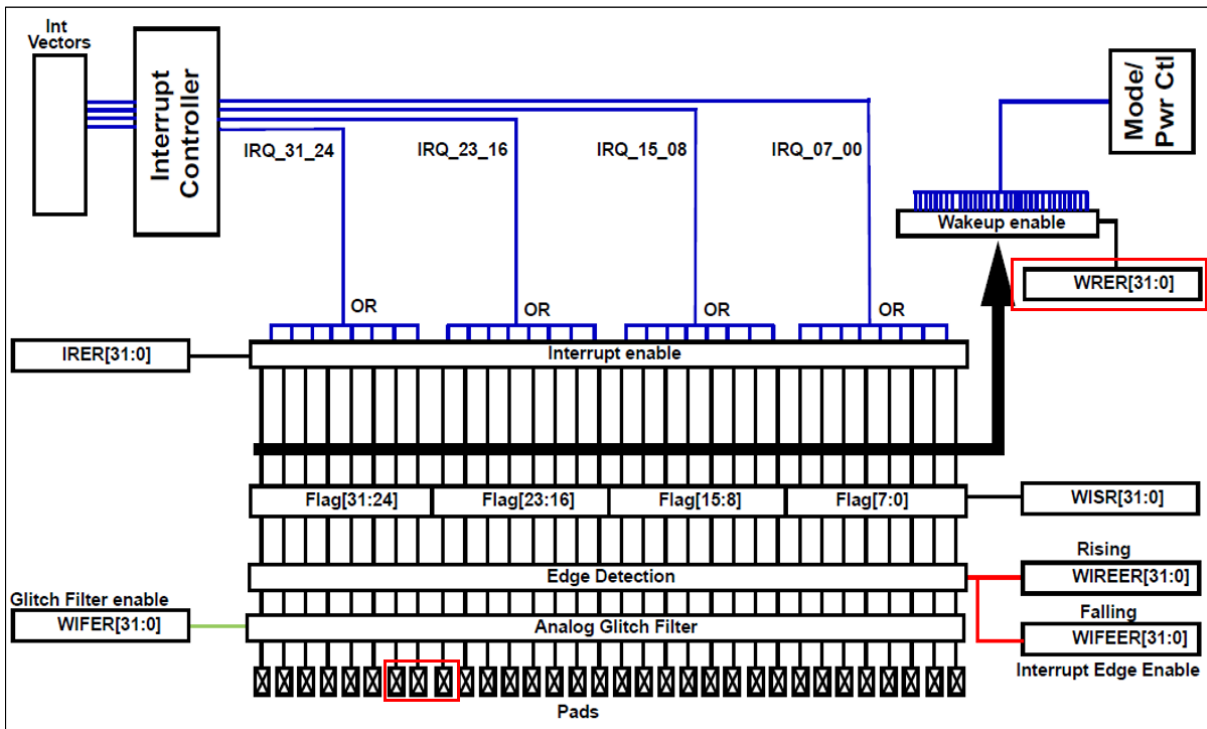 Int
Vectors
Interrupt
Controller
Mode/
Pwr Ctl
IRQ_31_24
IRQ_23_16
IRQ_15_08
IRQ_07_00
Wakeup enable
WRER[31:0]
OR
OR
OR
OR
IRER[31:0]
Interrupt enable
Flag[31:24]
Flag[23:16]
Flag[15:8]
Flag[7:0]
WISR[31:0]
Rising
Edge Detection
WIREER[31:0]
Glitch Filter enable
Falling
WIFER[31:0]
Analog Glitch Filter
WIFEER[31:0]
Interrupt Edge Enable
Pads